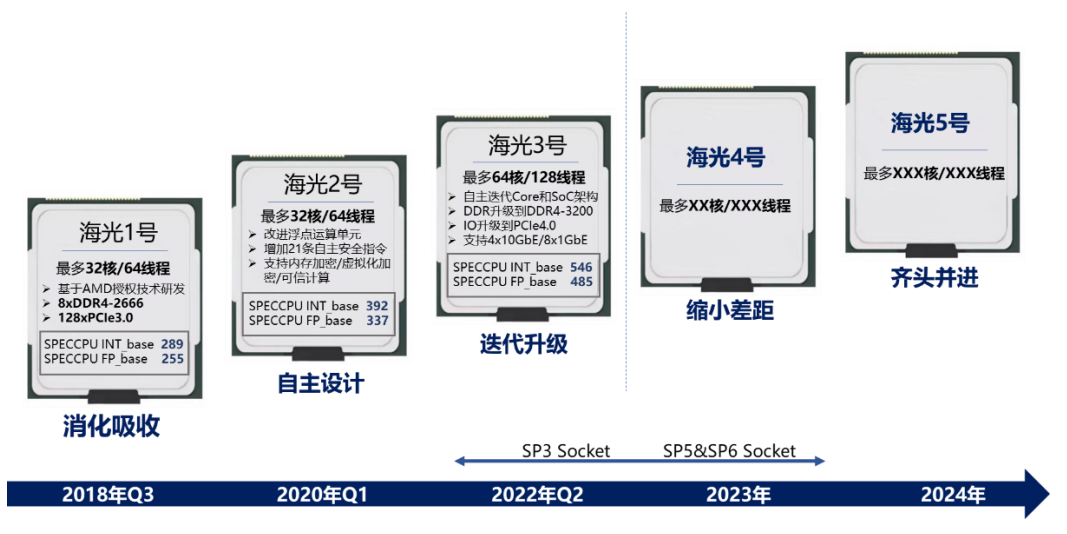 海光1号
最多32核/64线程
➢ 基于AMD授权技术研发
➢ 8xDDR4-2666
➢ 128xPCIe3.0
SPECCPU INT_base 289
SPECCPU FP_base 255
消化吸收
海光2号
最多32核/64线程
➢ 改进浮点运算单元
➢ 增加21条自主安全指令
➢ 支持内存加密/虚拟化加
密/可信计算
SPECCPU INT_base 392
SPECCPU FP_base 337
自主设计
海光3号
最多64核/128线程
➢ 自主迭代Core和SoC架构
➢ DDR升级到DDR4-3200
➢ IO升级到PCIe4.0
➢ 支持4x10GbE/8x1GbE
SPECCPU INT_base 546
SPECCPU FP_base 485
迭代升级
海光4号
最多XX核/XXX线程
缩小差距
海光5号
最多XXX核/XXX线程
齐头并进
SP3 Socket
SP5&SP6 Socket
2018年Q3
2020年Q1
2022年Q2
2023年
2024年